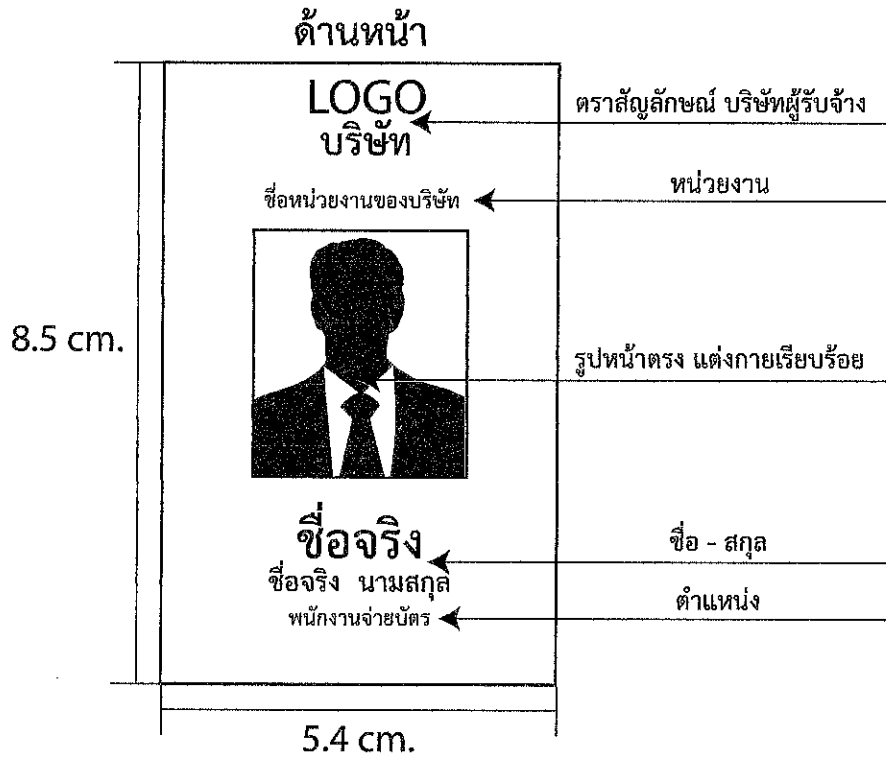 ด้านหน้า
LOGO
บริษัท
ตราสัญลักษณ์ บริษัทผู้รับจ้าง
ชื่อหน่วยงานของบริษัท
หน่วยงาน
8.5 cm.
รูปหน้าตรง แต่งกายเรียบร้อย
ชื่อจริง
ชื่อ - สกุล
ชื่อจริง นามสกุล
พนักงานจ่ายบัตร
ตำแหน่ง
5.4 cm.